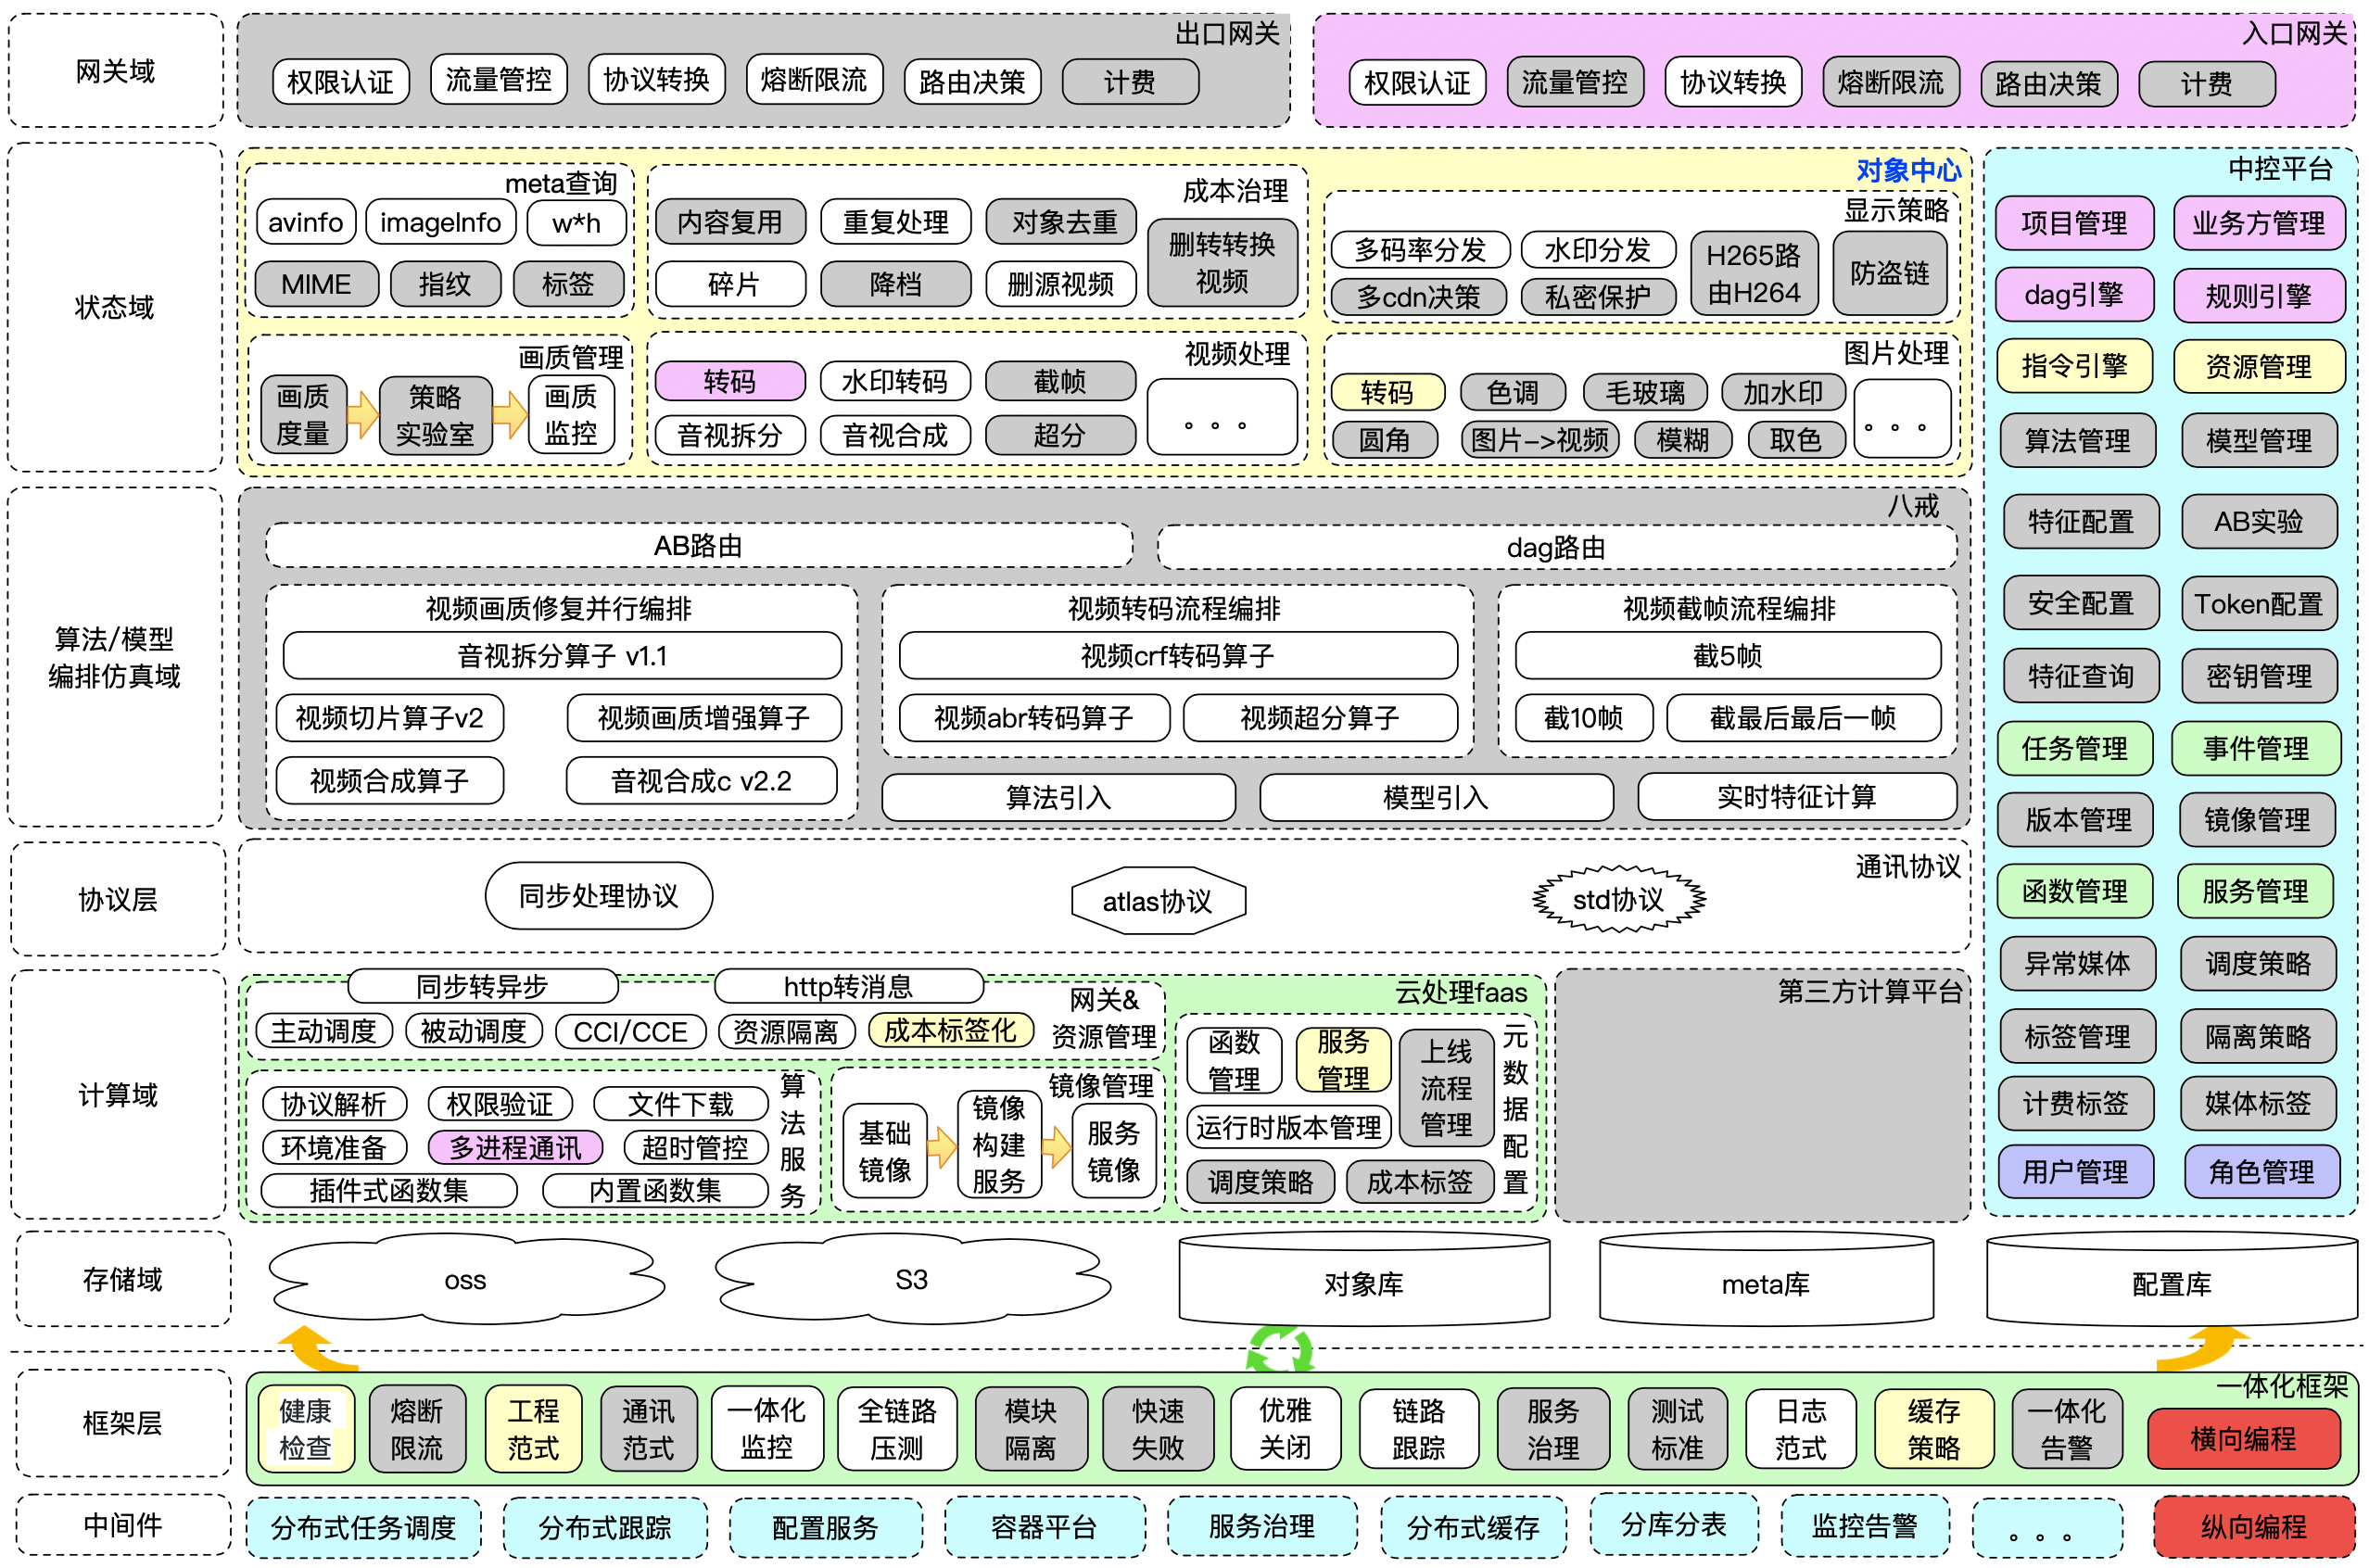 网关域
出口网关
权限认证
流量管控
协议转换
熔断限流
路由决策
计费
入口网关
权限认证
流量管控
协议转换
熔断限流
路由决策
计费
状态域
对象中心
meta查询
avinfo
imageInfo
w*h
MIME
指纹
标签
成本治理
内容复用
重复处理
对象去重
删转转换
视频
碎片
降档
删源视频
显示策略
多码率分发
水印分发
H265路
由H264
防盗链
多cdn决策
私密保护
画质管理
画质
度量
策略
实验室
画质
监控
视频处理
转码
水印转码
截帧
音视拆分
音视合成
超分
。。。
图片处理
转码
色调
毛玻璃
加水印
圆角
图片->视频
模糊
取色
。。。
中控平台
项目管理
业务方管理
dag引擎
规则引擎
指令引擎
资源管理
算法管理
模型管理
特征配置
AB实验
安全配置
Token配置
特征查询
密钥管理
任务管理
事件管理
版本管理
镜像管理
函数管理
服务管理
异常媒体
调度策略
标签管理
隔离策略
计费标签
媒体标签
用户管理
角色管理
算法/模型
编排仿真域
八戒
AB路由
dag路由
视频画质修复并行编排
音视拆分算子 v1.1
视频切片算子v2
视频画质增强算子
视频合成算子
音视合成c v2.2
视频转码流程编排
视频crf转码算子
视频abr转码算子
视频超分算子
视频截帧流程编排
截5帧
截10帧
截最后最后一帧
算法引入
模型引入
实时特征计算
协议层
通讯协议
同步处理协议
atlas协议
std协议
计算域
云处理faas
同步转异步
http转消息
网关&
资源管理
主动调度
被动调度
CCI/CCE
资源隔离
成本标签化
算
法
服
务
协议解析
权限验证
文件下载
环境准备
多进程通讯
超时管控
插件式函数集
内置函数集
镜像管理
基础
镜像
镜像
构建
服务
服务
镜像
元
数
据
配
置
函数
管理
服务
管理
上线
流程
管理
运行时版本管理
调度策略
成本标签
第三方计算平台
存储域
oss
S3
对象库
meta库
配置库
框架层
一体化框架
健康
检查
熔断
限流
工程
范式
通讯
范式
一体化
监控
全链路
压测
模块
隔离
快速
失败
优雅
关闭
链路
跟踪
服务
治理
测试
标准
日志
范式
缓存
策略
一体化
告警
横向编程
中间件
分布式任务调度
分布式跟踪
配置服务
容器平台
服务治理
分布式缓存
分库分表
监控告警
。。。
纵向编程